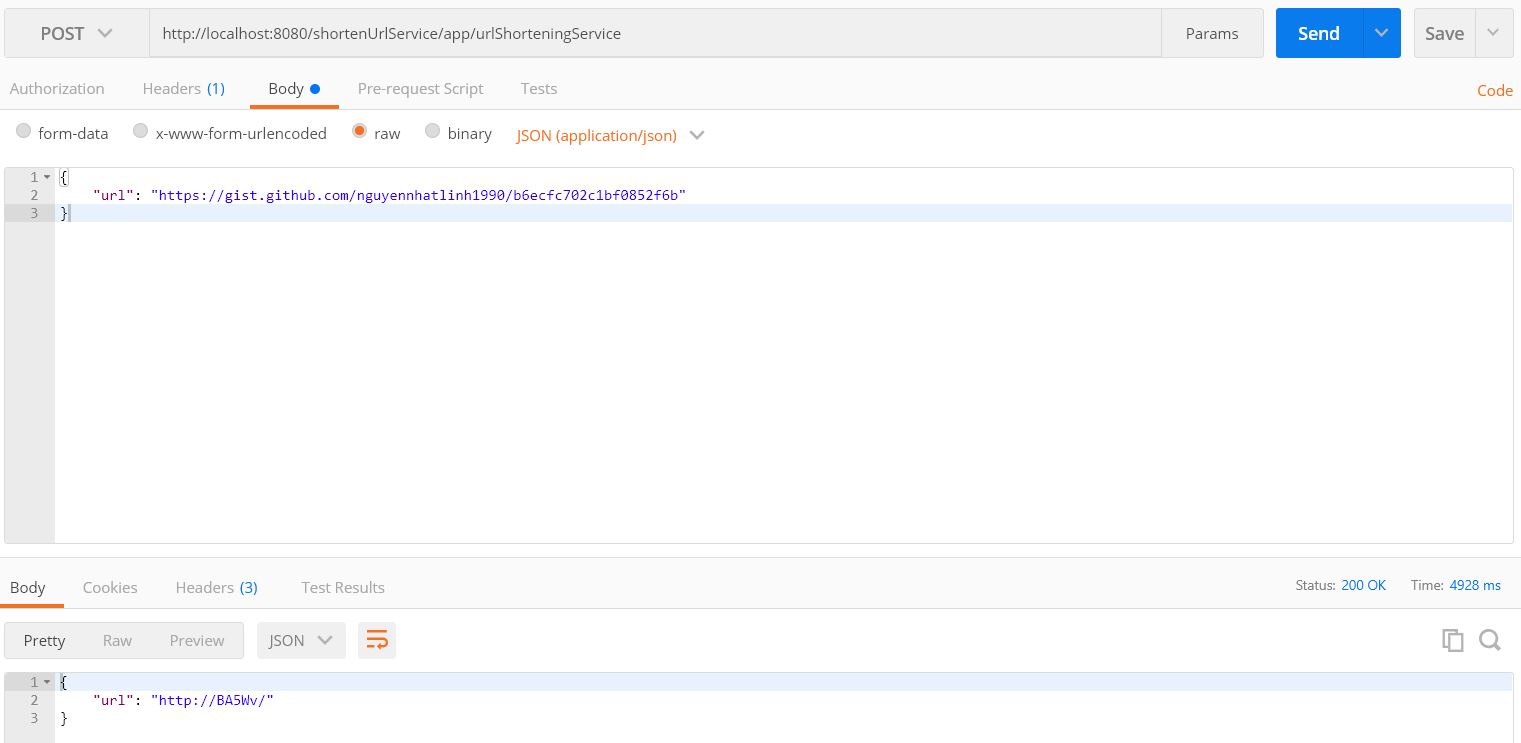 POST http://localhost:8080/shortenUrlService/app/urlShorteningService Params Send Save
Authorization Headers (1) Body Pre-request Script Tests Code
form-data x-www-form-urlencoded raw binary JSON (application/json)
1 {
2 "url": "https://gist.github.com/nguyennhatlinh1990/b6ecfc702c1bf0852f6b"
3 }
Body Cookies Headers (3) Test Results Status: 200 OK Time: 4928 ms
Pretty Raw Preview JSON
1 {
2 "url": "http://BA5Wv/"
3 }